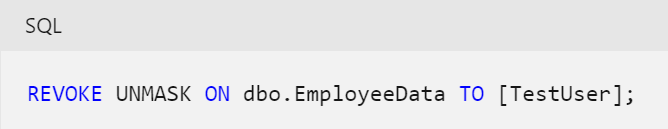 SQL
REVOKE UNMASK ON dbo.EmployeeData TO [TestUser];